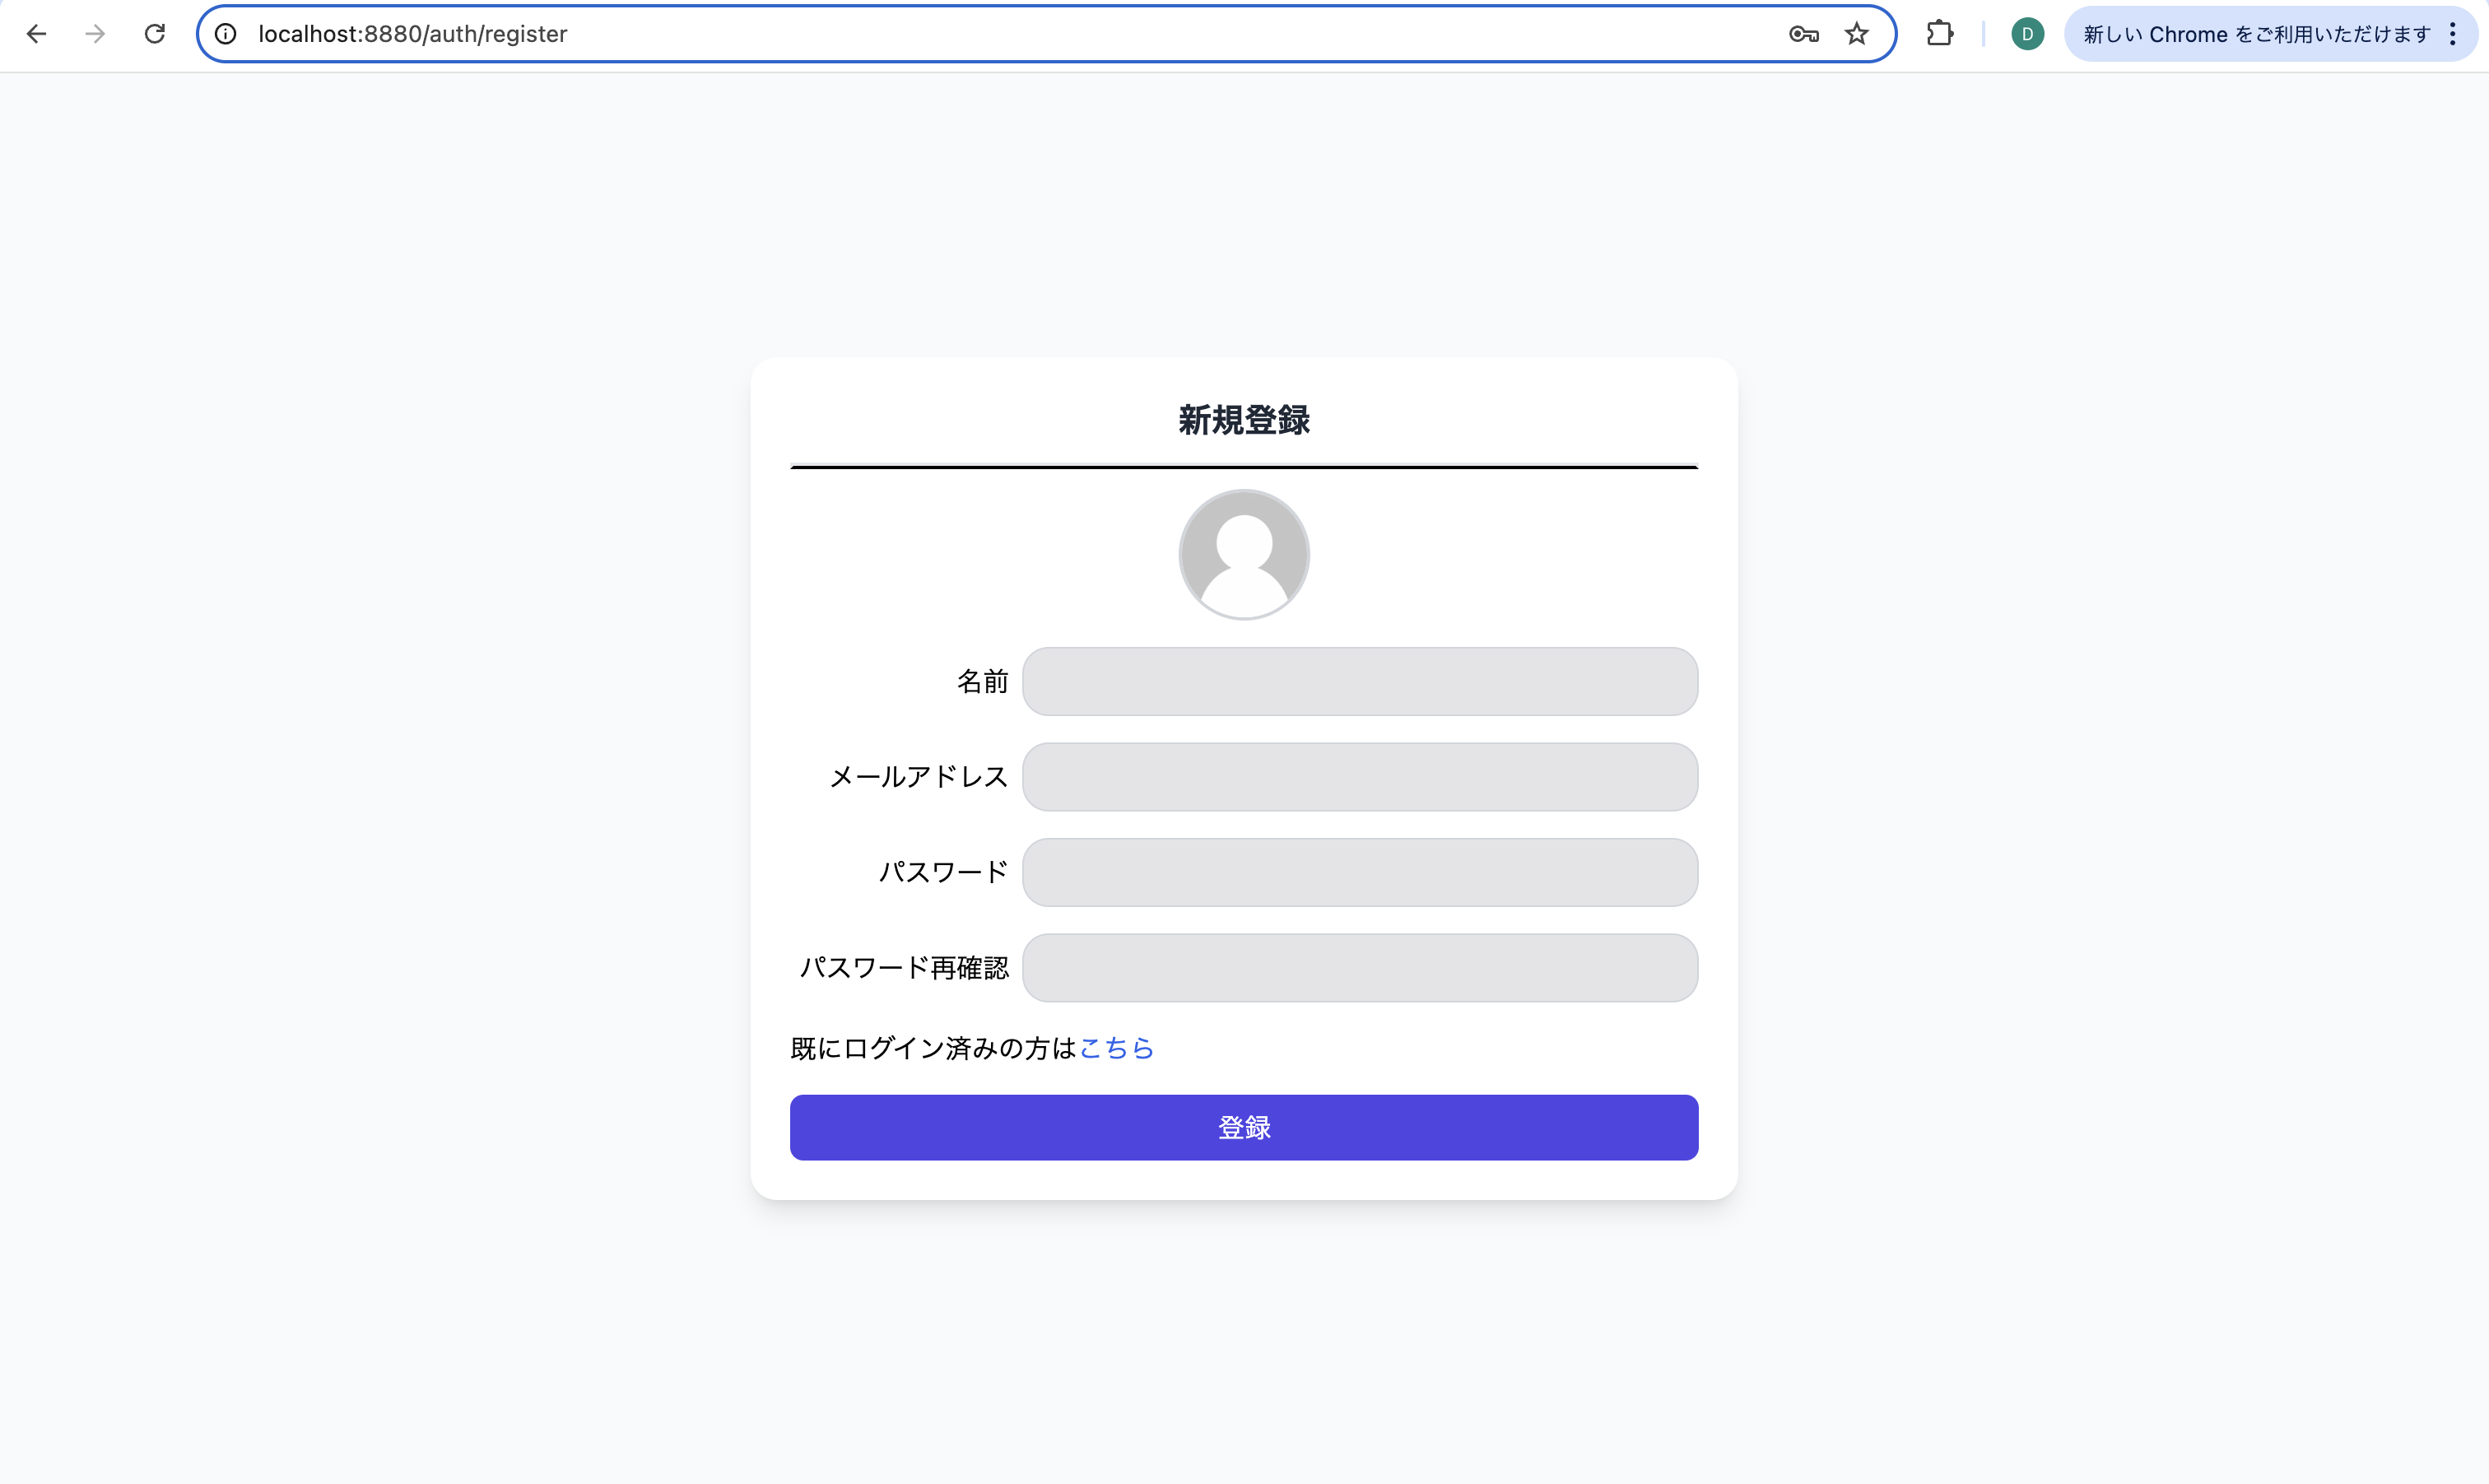 localhost:8880/auth/register
D
新しい Chrome をご利用いただけます
新規登録
名前
メールアドレス
パスワード
パスワード再確認
既にログイン済みの方はこちら
登録